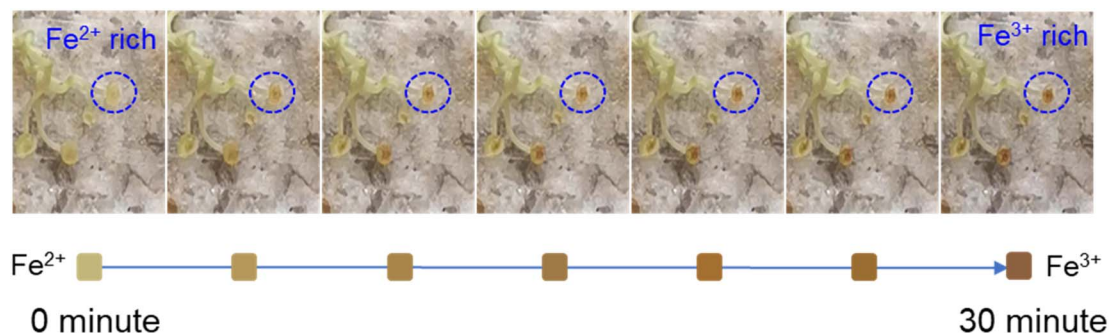 Fe²⁺ rich
Fe³⁺ rich
Fe²⁺
Fe³⁺
0 minute
30 minute